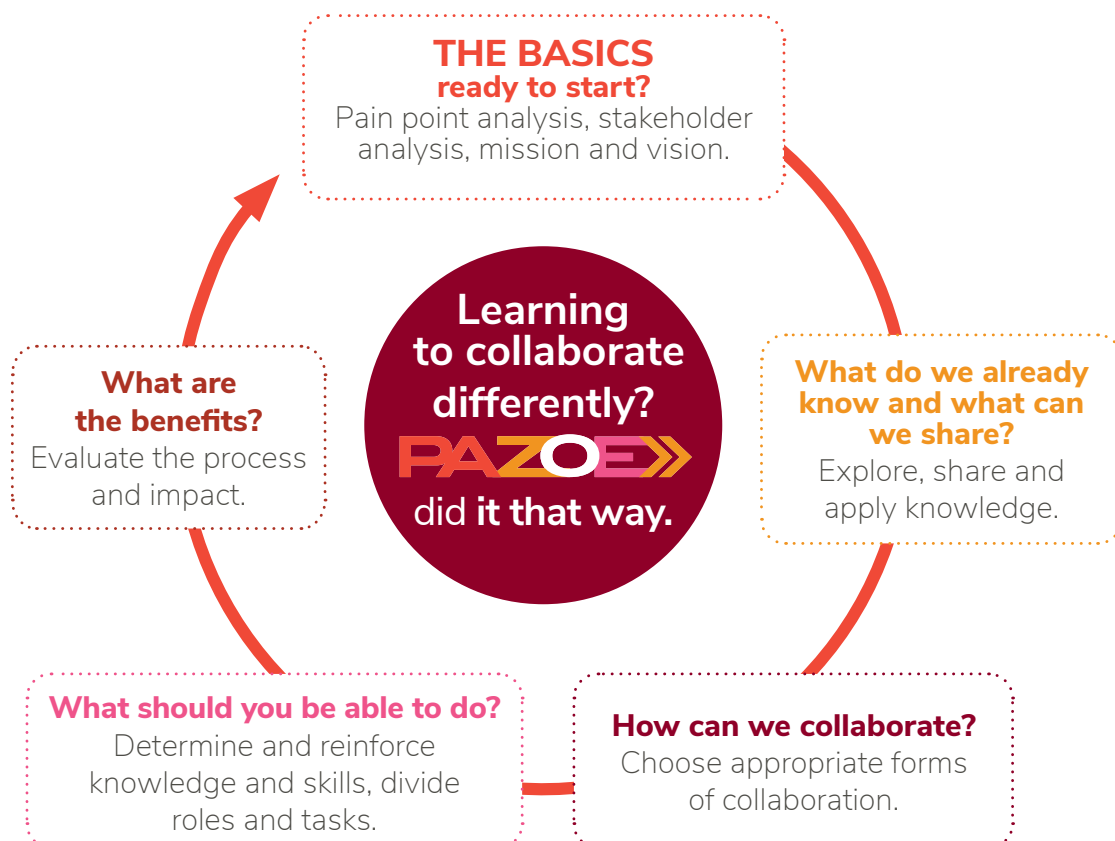 THE BASICS
ready to start?
Pain point analysis, stakeholder
analysis, mission and vision.
What do we already
know and what can
we share?
Explore, share and
apply knowledge.
How can we collaborate?
Choose appropriate forms
of collaboration.
What should you be able to do?
Determine and reinforce
knowledge and skills, divide
roles and tasks.
What are
the benefits?
Evaluate the process
and impact.
Learning
to collaborate
differently?
PAZOE
did it that way.